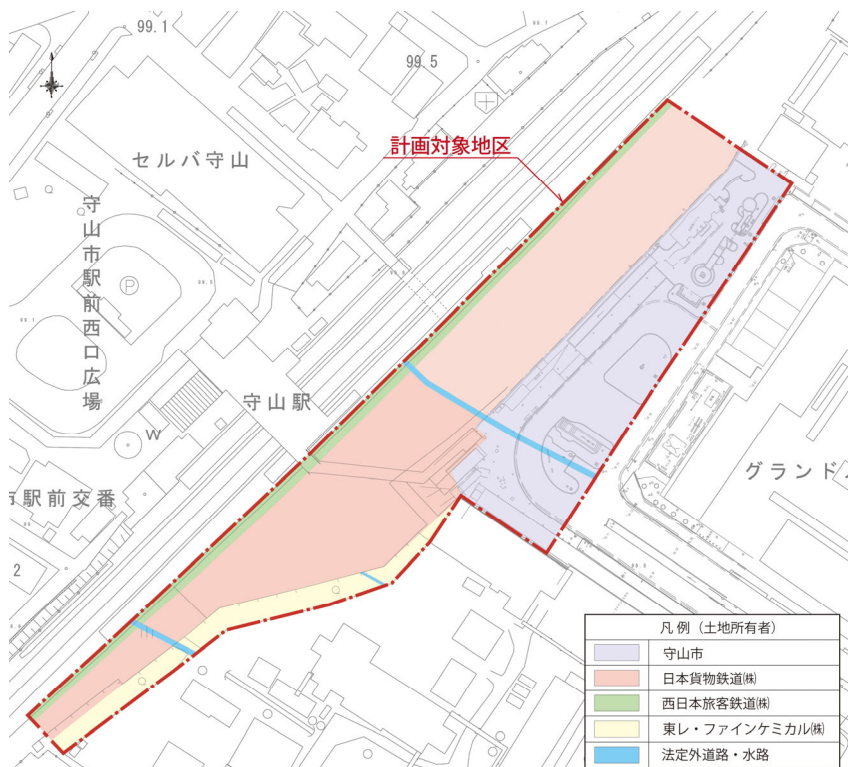 99.1
99.5
計画対象地区
セルバ守山
守山市駅前西口広場
P
99.1
守山駅
W
市駅前交番
2
グランド
凡例（土地所有者）
守山市
日本貨物鉄道㈱
西日本旅客鉄道㈱
東レ・ファインケミカル㈱
法定外道路・水路